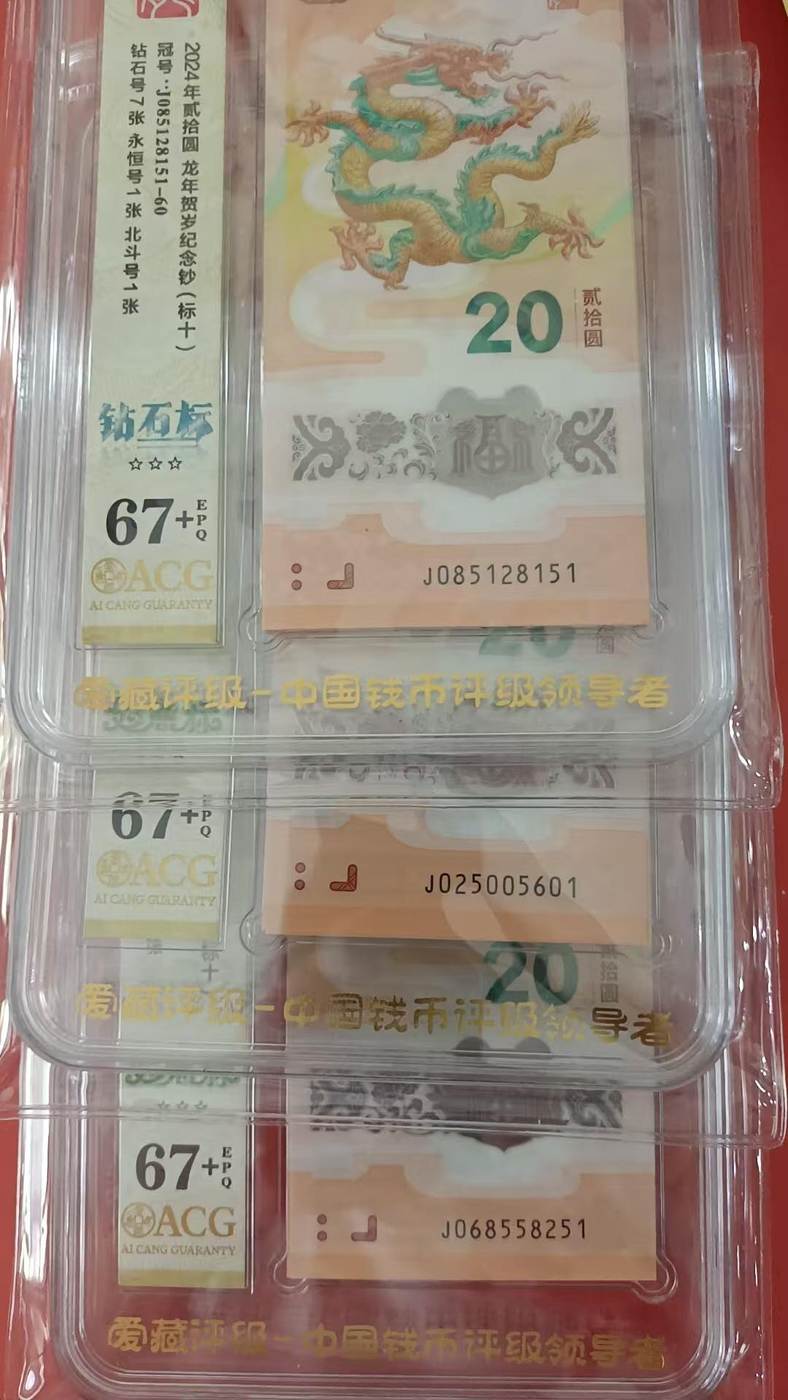 2024年贰拾圆 龙年贺岁纪念钞(标十)
冠号:J085128151-60
钻石号7张 永恒号1张 北斗号1张
钻石标
☆☆☆
67+EPQ
ACG
AI CANG GUARANTY
20
贰拾圆
福
J085128151
爱藏评级-中国钱币评级领导者
67+EPQ
ACG
AI CANG GUARANTY
J025005601
爱藏评级-中国钱币评级领导者
20
67+EPQ
ACG
AI CANG GUARANTY
J068558251
爱藏评级-中国钱币评级领导者